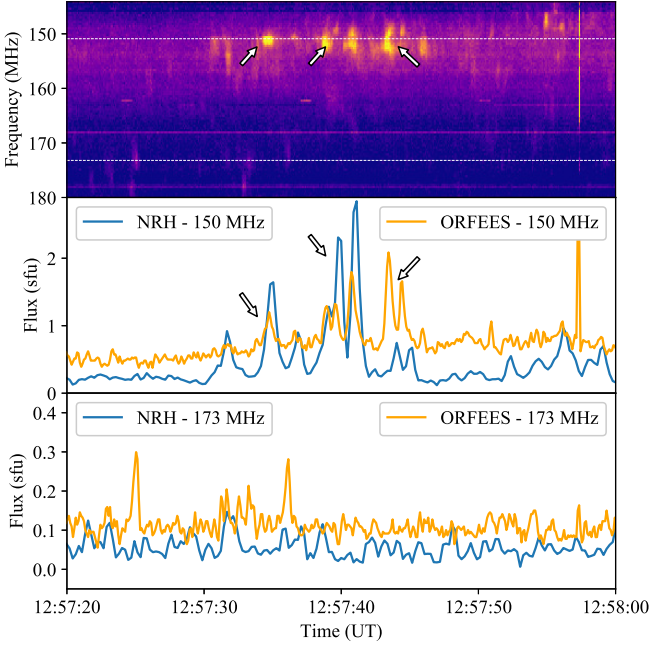 150
160
170
180
Frequency (MHz)
NRH - 150 MHz
ORFEES - 150 MHz
2
1
0
Flux (sfu)
NRH - 173 MHz
ORFEES - 173 MHz
0.4
0.3
0.2
0.1
0.0
Flux (sfu)
12:57:20 12:57:30 12:57:40 12:57:50 12:58:00
Time (UT)